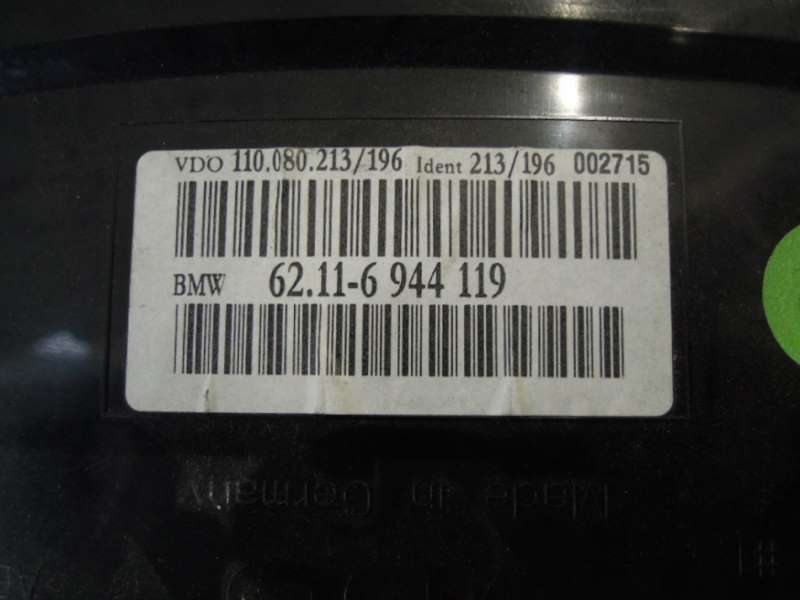 VDO 110.080.213/196 Ident 213/196 002715
BMW 62.11-6 944 119
Made in Germany